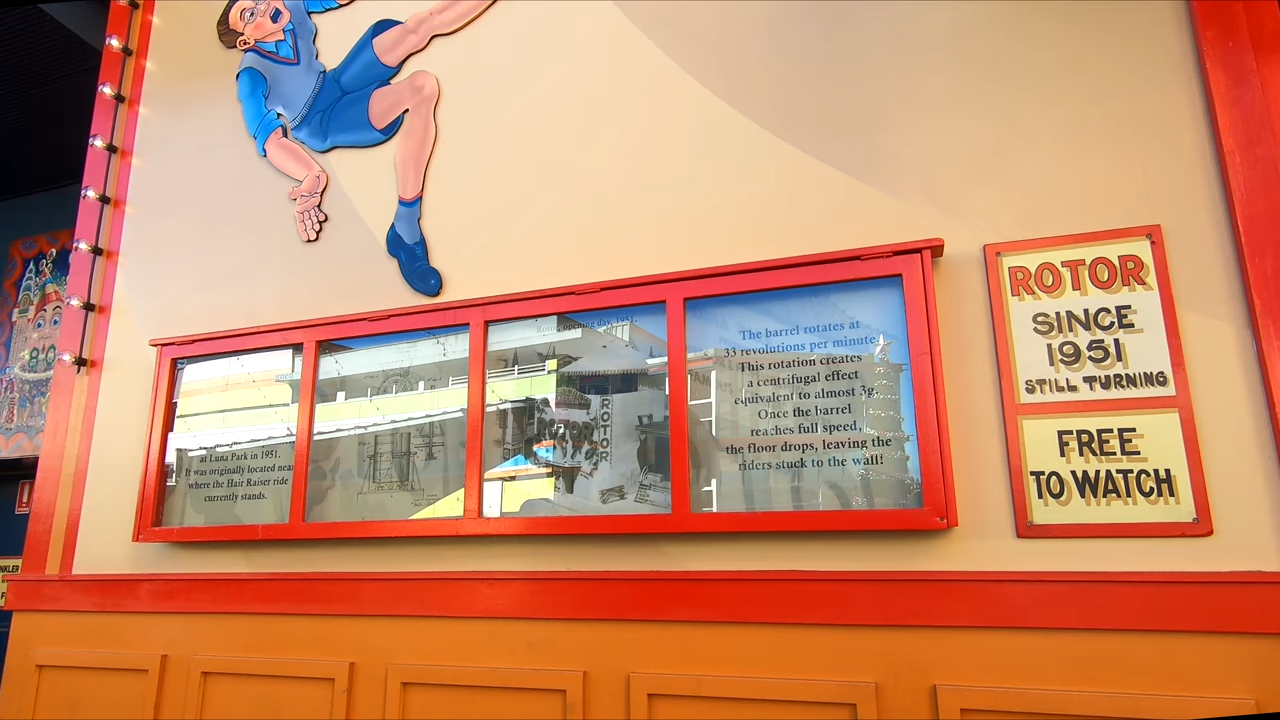 at Luna Park in 1951.
It was originally located near
where the Hair Raiser ride
currently stands.
Rotor, opening day, 1951.
ROTOR
The barrel rotates at
33 revolutions per minute.
This rotation creates
a centrifugal effect
equivalent to almost 3g.
Once the barrel
reaches full speed,
the floor drops, leaving the
riders stuck to the wall!
ROTOR
SINCE
1951
STILL TURNING
FREE
TO WATCH
80